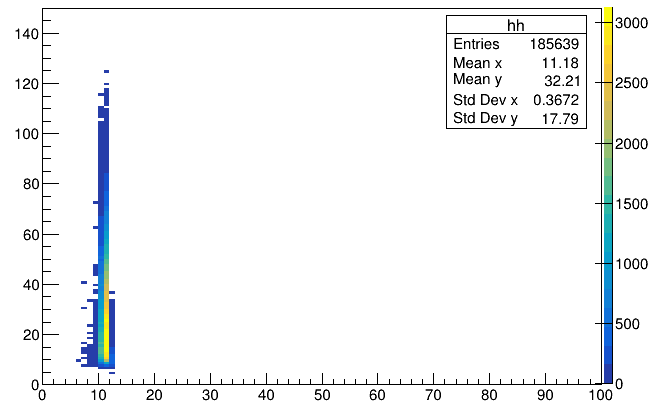 hh
Entries 185639
Mean x 11.18
Mean y 32.21
Std Dev x 0.3672
Std Dev y 17.79
140
120
100
80
60
40
20
0
0 10 20 30 40 50 60 70 80 90 100
3000
2500
2000
1500
1000
500
0